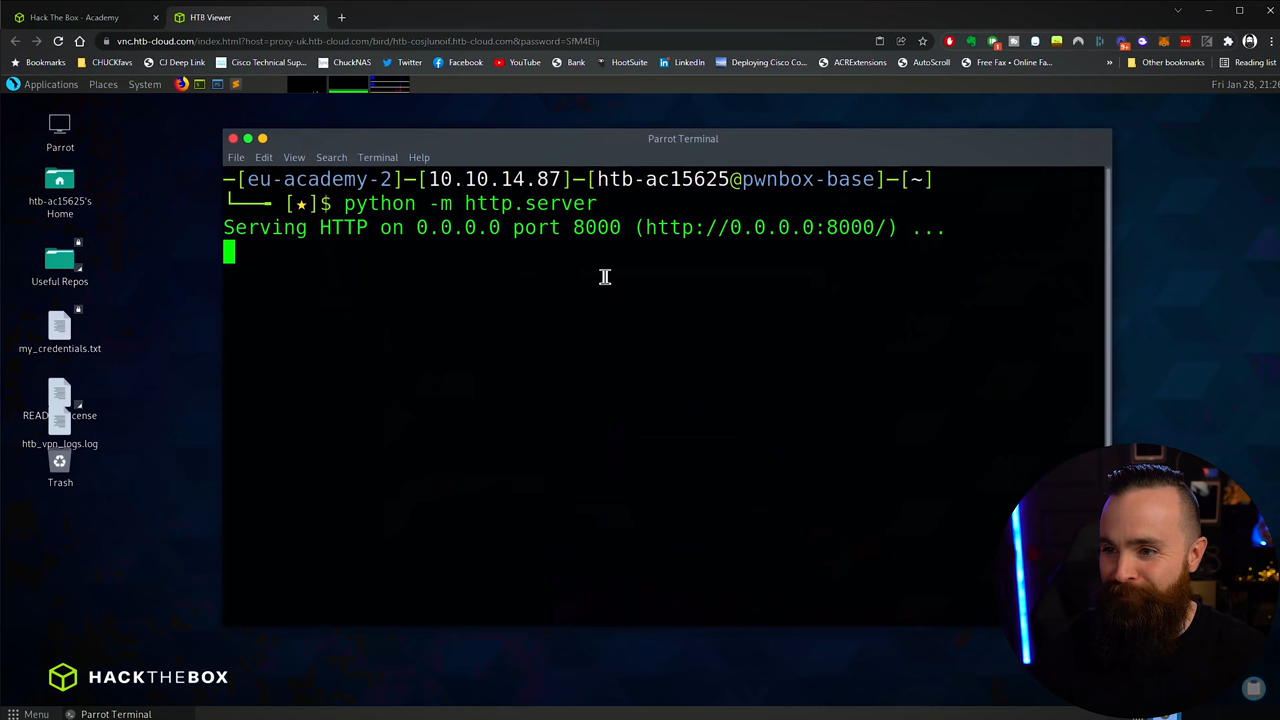 Hack The Box - Academy
HTB Viewer
vnc.htb-cloud.com/index.html?host=proxy-uk.htb-cloud.com/bird/htb-cosjlunoif.htb-cloud.com&password=SfM4Elij
Bookmarks
CHUCKfavs
CJ Deep Link
Cisco Technical Sup...
ChuckNAS
Twitter
Facebook
YouTube
Bank
HootSuite
LinkedIn
Deploying Cisco Co...
ACRExtensions
AutoScroll
Free Fax • Online Fa...
Other bookmarks
Reading list
Applications Places System
Fri Jan 28, 21:26
Parrot
htb-ac15625's
Home
Useful Repos
my_credentials.txt
htb_vpn_logs.log
Trash
Parrot Terminal
File Edit View Search Terminal Help
─[eu-academy-2]─[10.10.14.87]─[htb-ac15625@pwnbox-base]─[~]
└──╼ [★]$ python -m http.server
Serving HTTP on 0.0.0.0 port 8000 (http://0.0.0.0:8000/) ...
HACKTHEBOX
Menu
Parrot Terminal